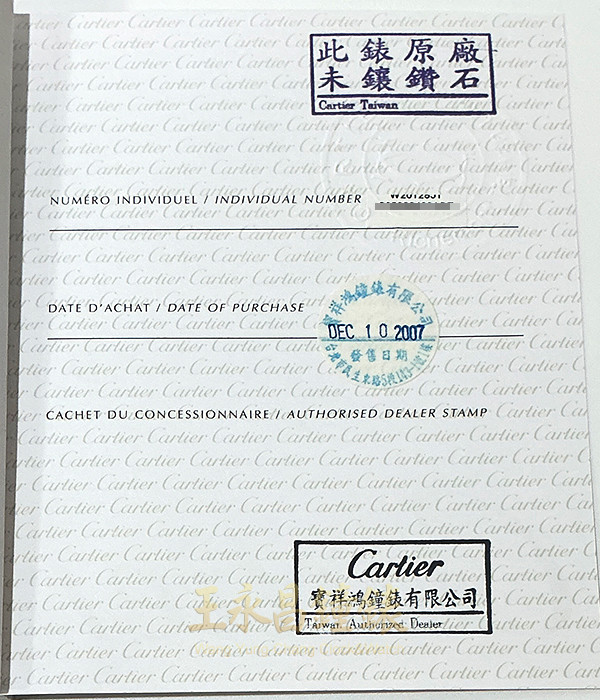 此錶原廠
未鑲鑽石
Cartier Taiwan
NUMÉRO INDIVIDUEL / INDIVIDUAL NUMBER
DATE D'ACHAT / DATE OF PURCHASE
寶祥鴻鐘錶有限公司
DEC 10 2007
發售日期
CACHET DU CONCESSIONNAIRE / AUTHORISED DEALER STAMP
Cartier
寶祥鴻鐘錶有限公司
Taiwan Authorized Dealer